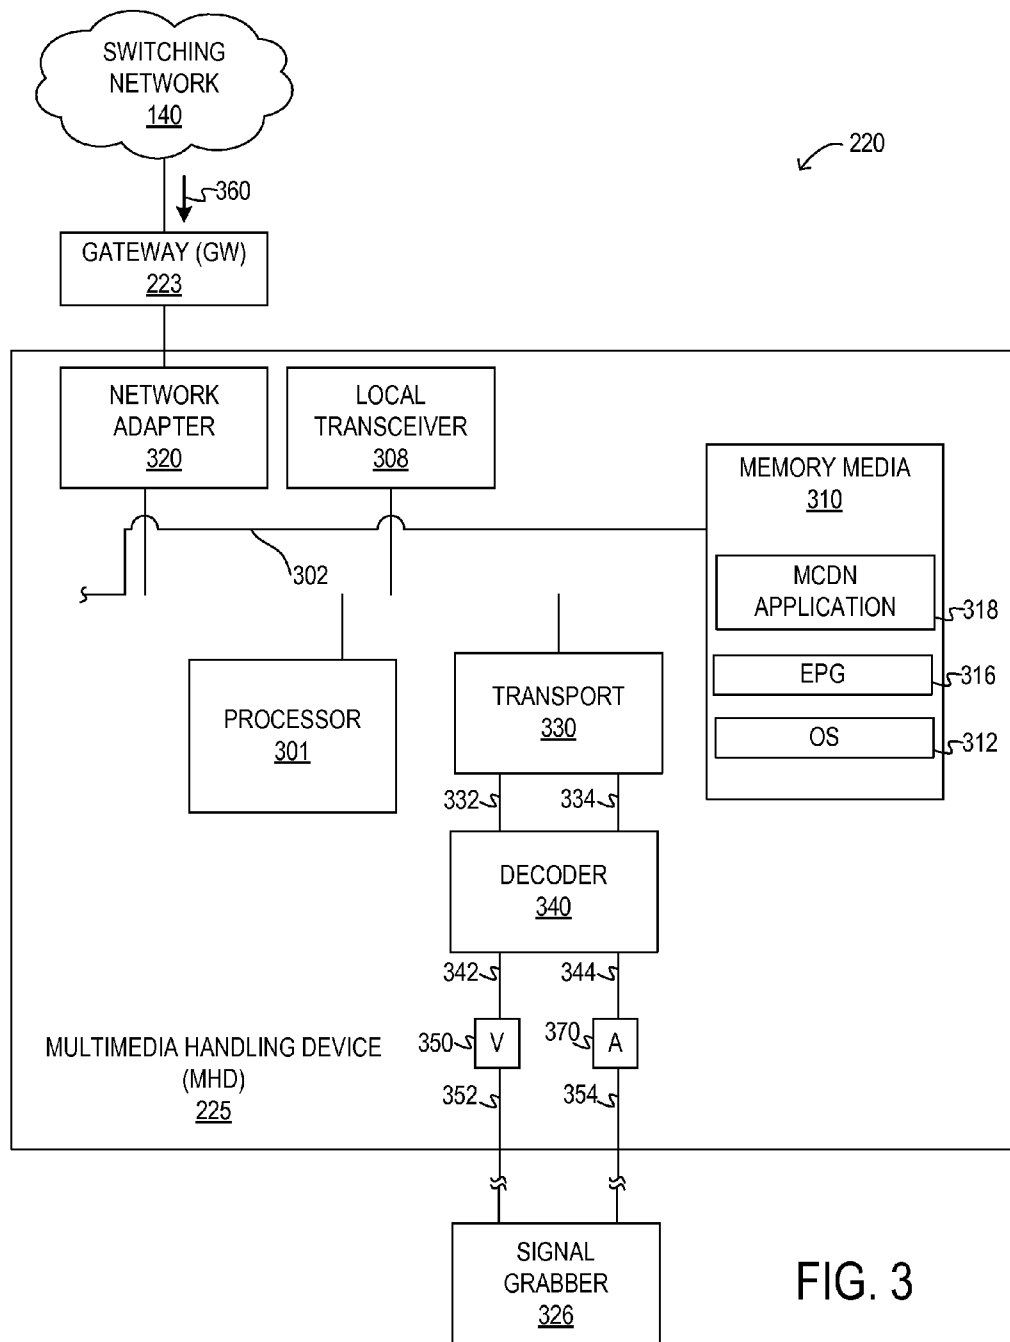 SWITCHING
NETWORK
140
220
360
GATEWAY (GW)
223
NETWORK
ADAPTER
320
LOCAL
TRANSCEIVER
308
MEMORY MEDIA
310
302
MCDN
APPLICATION
318
EPG
316
OS
312
PROCESSOR
301
TRANSPORT
330
332
334
DECODER
340
342
344
350
V
370
A
MULTIMEDIA HANDLING DEVICE
(MHD)
225
352
354
SIGNAL
GRABBER
326
FIG. 3